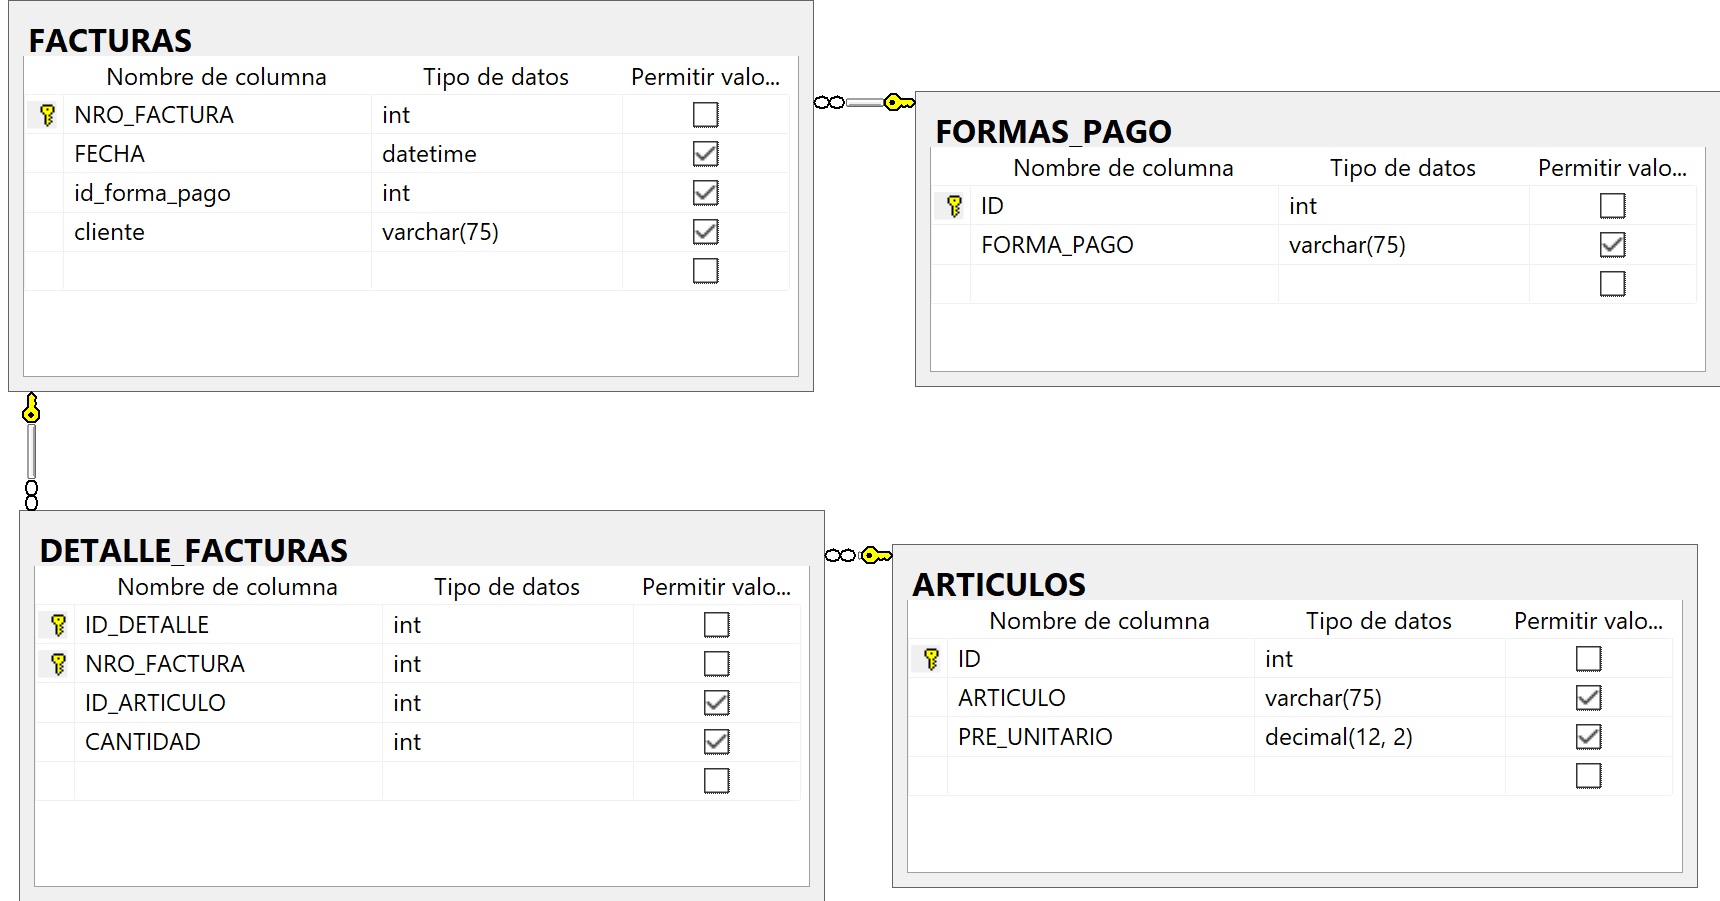 FACTURAS
Nombre de columna Tipo de datos Permitir valo...
NRO_FACTURA int
FECHA datetime
id_forma_pago int
cliente varchar(75)
FORMAS_PAGO
Nombre de columna Tipo de datos Permitir valo...
ID int
FORMA_PAGO varchar(75)
DETALLE_FACTURAS
Nombre de columna Tipo de datos Permitir valo...
ID_DETALLE int
NRO_FACTURA int
ID_ARTICULO int
CANTIDAD int
ARTICULOS
Nombre de columna Tipo de datos Permitir valo...
ID int
ARTICULO varchar(75)
PRE_UNITARIO decimal(12, 2)